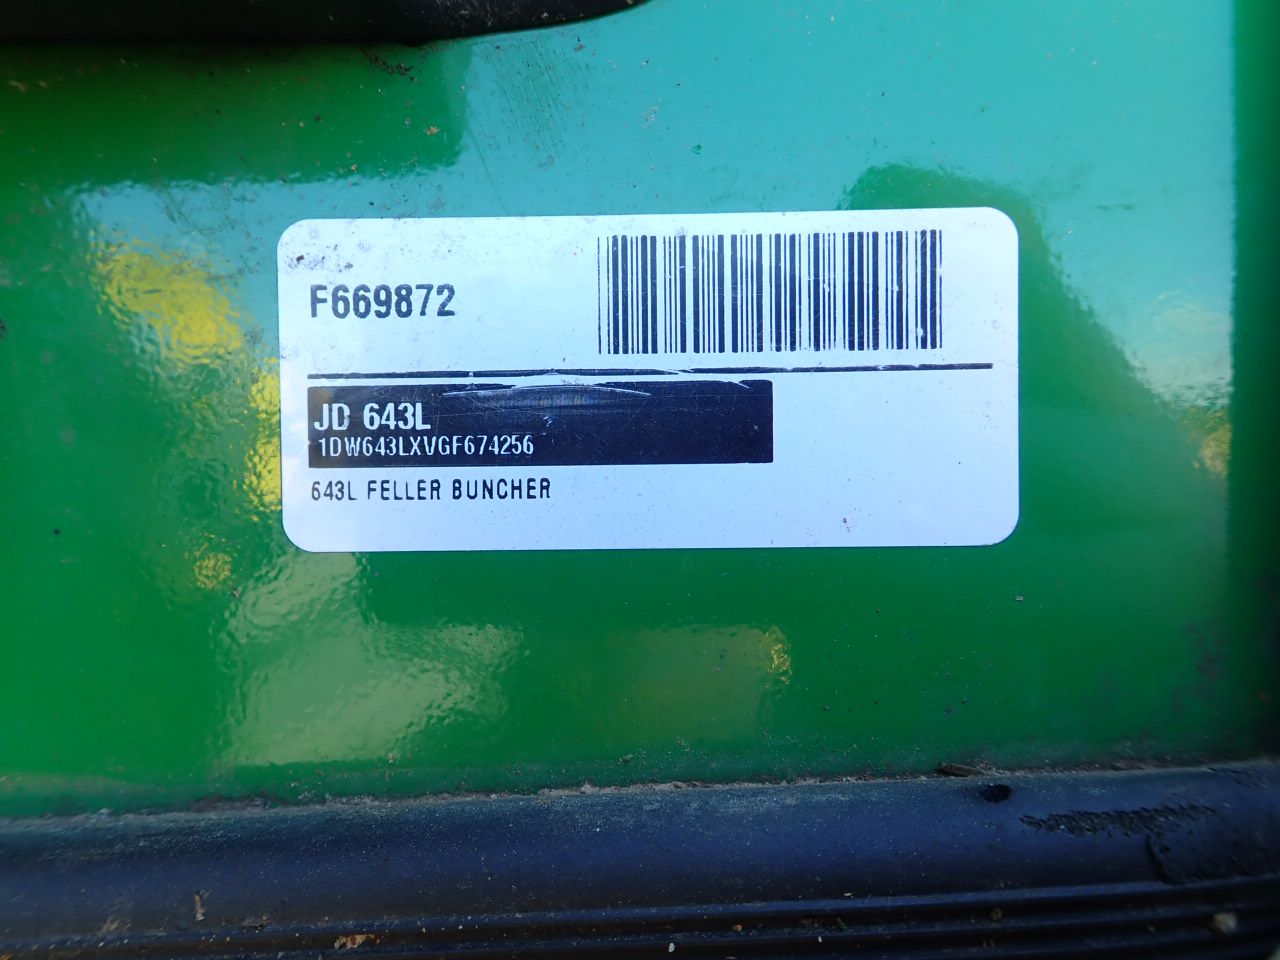 F669872
JD 643L
1DW643LXVGF674256
643L FELLER BUNCHER